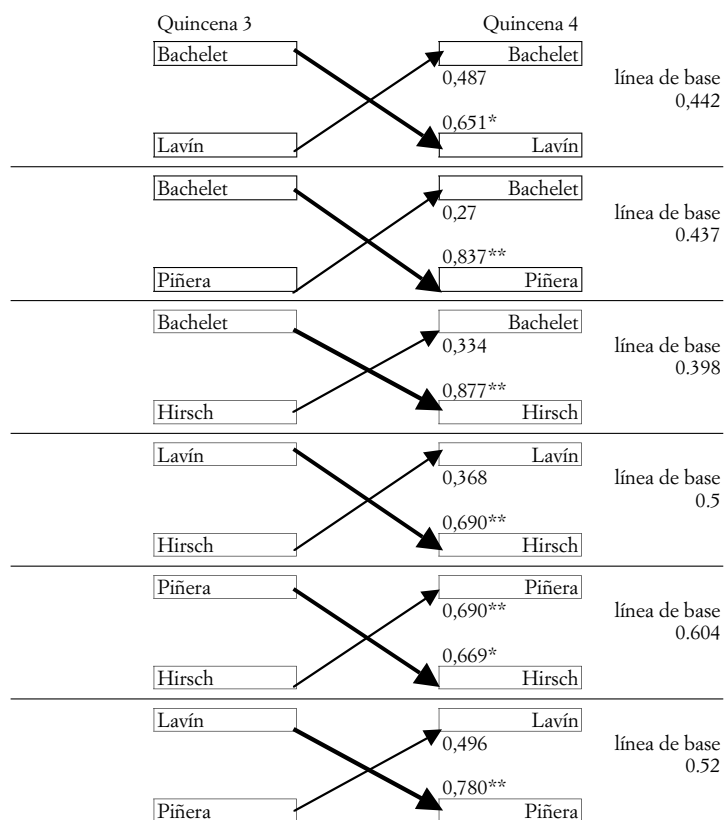 Quincena 3 Quincena 4
Bachelet Bachelet
0,487 línea de base
0,442
0,651*
Lavín Lavín
Bachelet Bachelet
0,27 línea de base
0.437
0,837**
Piñera Piñera
Bachelet Bachelet
0,334 línea de base
0.398
0,877**
Hirsch Hirsch
Lavín Lavín
0,368 línea de base
0.5
0,690**
Hirsch Hirsch
Piñera Piñera
0,690** línea de base
0.604
0,669*
Hirsch Hirsch
Lavín Lavín
0,496 línea de base
0.52
0,780**
Piñera Piñera